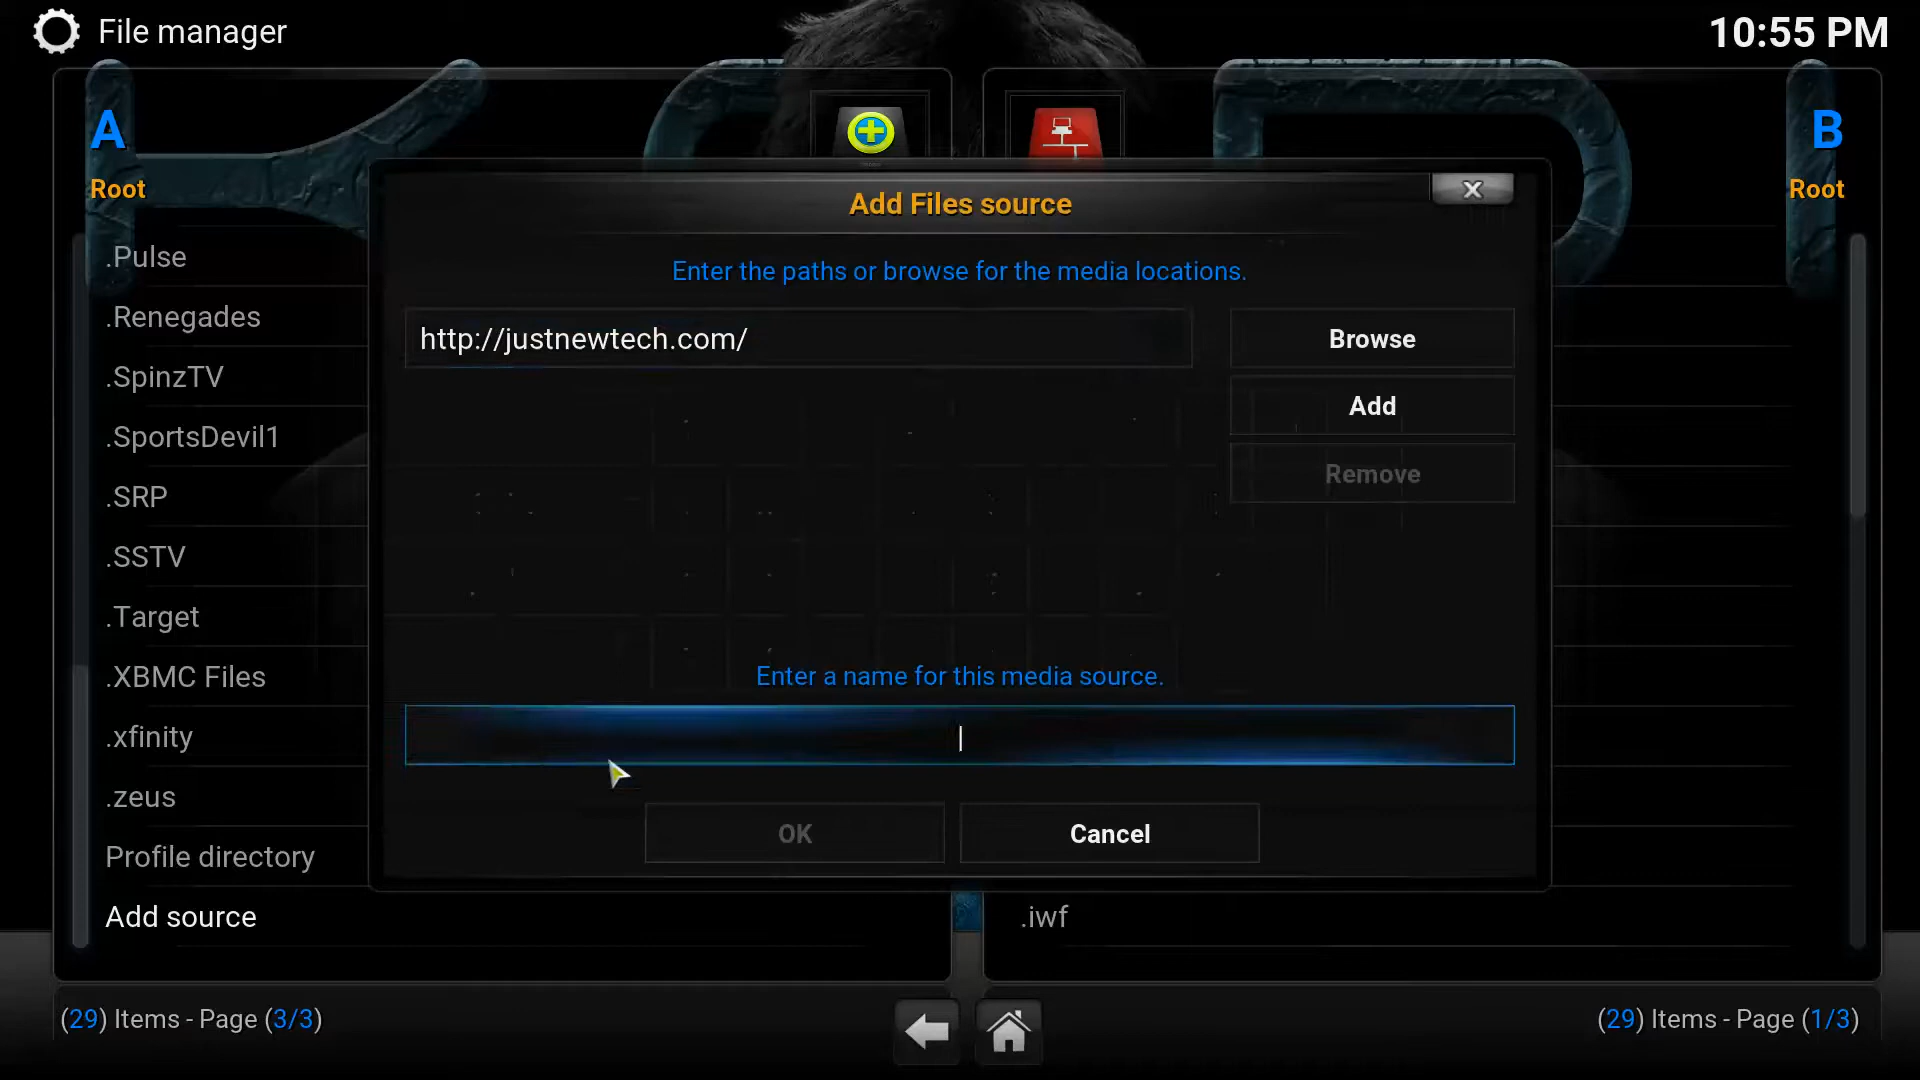 File manager
10:55 PM
A
B
Root
Root
Add Files source
X
Enter the paths or browse for the media locations.
http://justnewtech.com/
Browse
Add
Remove
Enter a name for this media source.
OK
Cancel
.Pulse
.Renegades
.SpinzTV
.SportsDevil1
.SRP
.SSTV
.Target
.XBMC Files
.xfinity
.zeus
Profile directory
Add source
.iwf
(29) Items - Page (3/3)
(29) Items - Page (1/3)